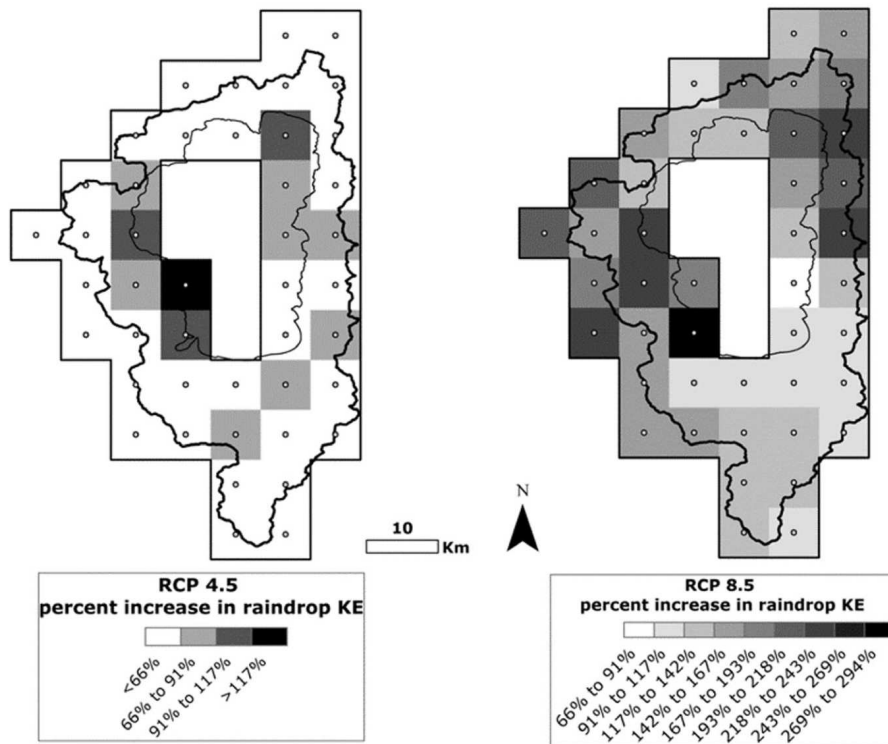 N
10
Km
RCP 4.5
percent increase in raindrop KE
<66%
66% to 91%
91% to 117%
>117%
RCP 8.5
percent increase in raindrop KE
66% to 91%
91% to 117%
117% to 142%
142% to 167%
167% to 193%
193% to 218%
218% to 243%
243% to 269%
269% to 294%